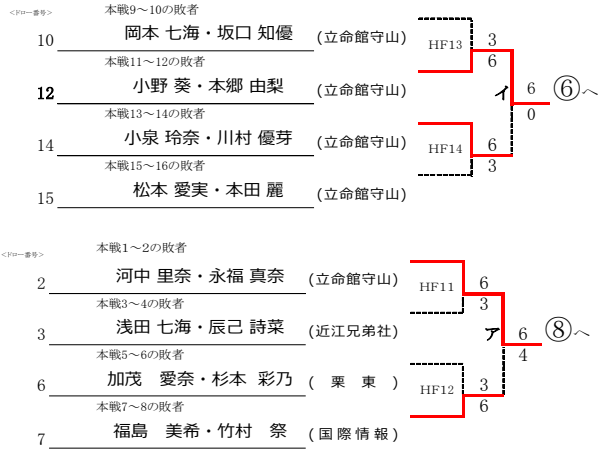 <ドロー番号>
本戦9～10の敗者
10 岡本 七海・坂口 知優 (立命館守山)
HF13 3
6
本戦11～12の敗者
12 小野 葵・本郷 由梨 (立命館守山)
イ 6 ⑥へ
0
本戦13～14の敗者
14 小泉 玲奈・川村 優芽 (立命館守山)
HF14 6
3
本戦15～16の敗者
15 松本 愛実・本田 麗 (立命館守山)
<ドロー番号>
本戦1～2の敗者
2 河中 里奈・永福 真奈 (立命館守山)
HF11 6
3
本戦3～4の敗者
3 浅田 七海・辰己 詩菜 (近江兄弟社)
ア 6 ⑧へ
4
本戦5～6の敗者
6 加茂 愛奈・杉本 彩乃 ( 栗 東 )
HF12 3
6
本戦7～8の敗者
7 福島 美希・竹村 祭 (国際情報)